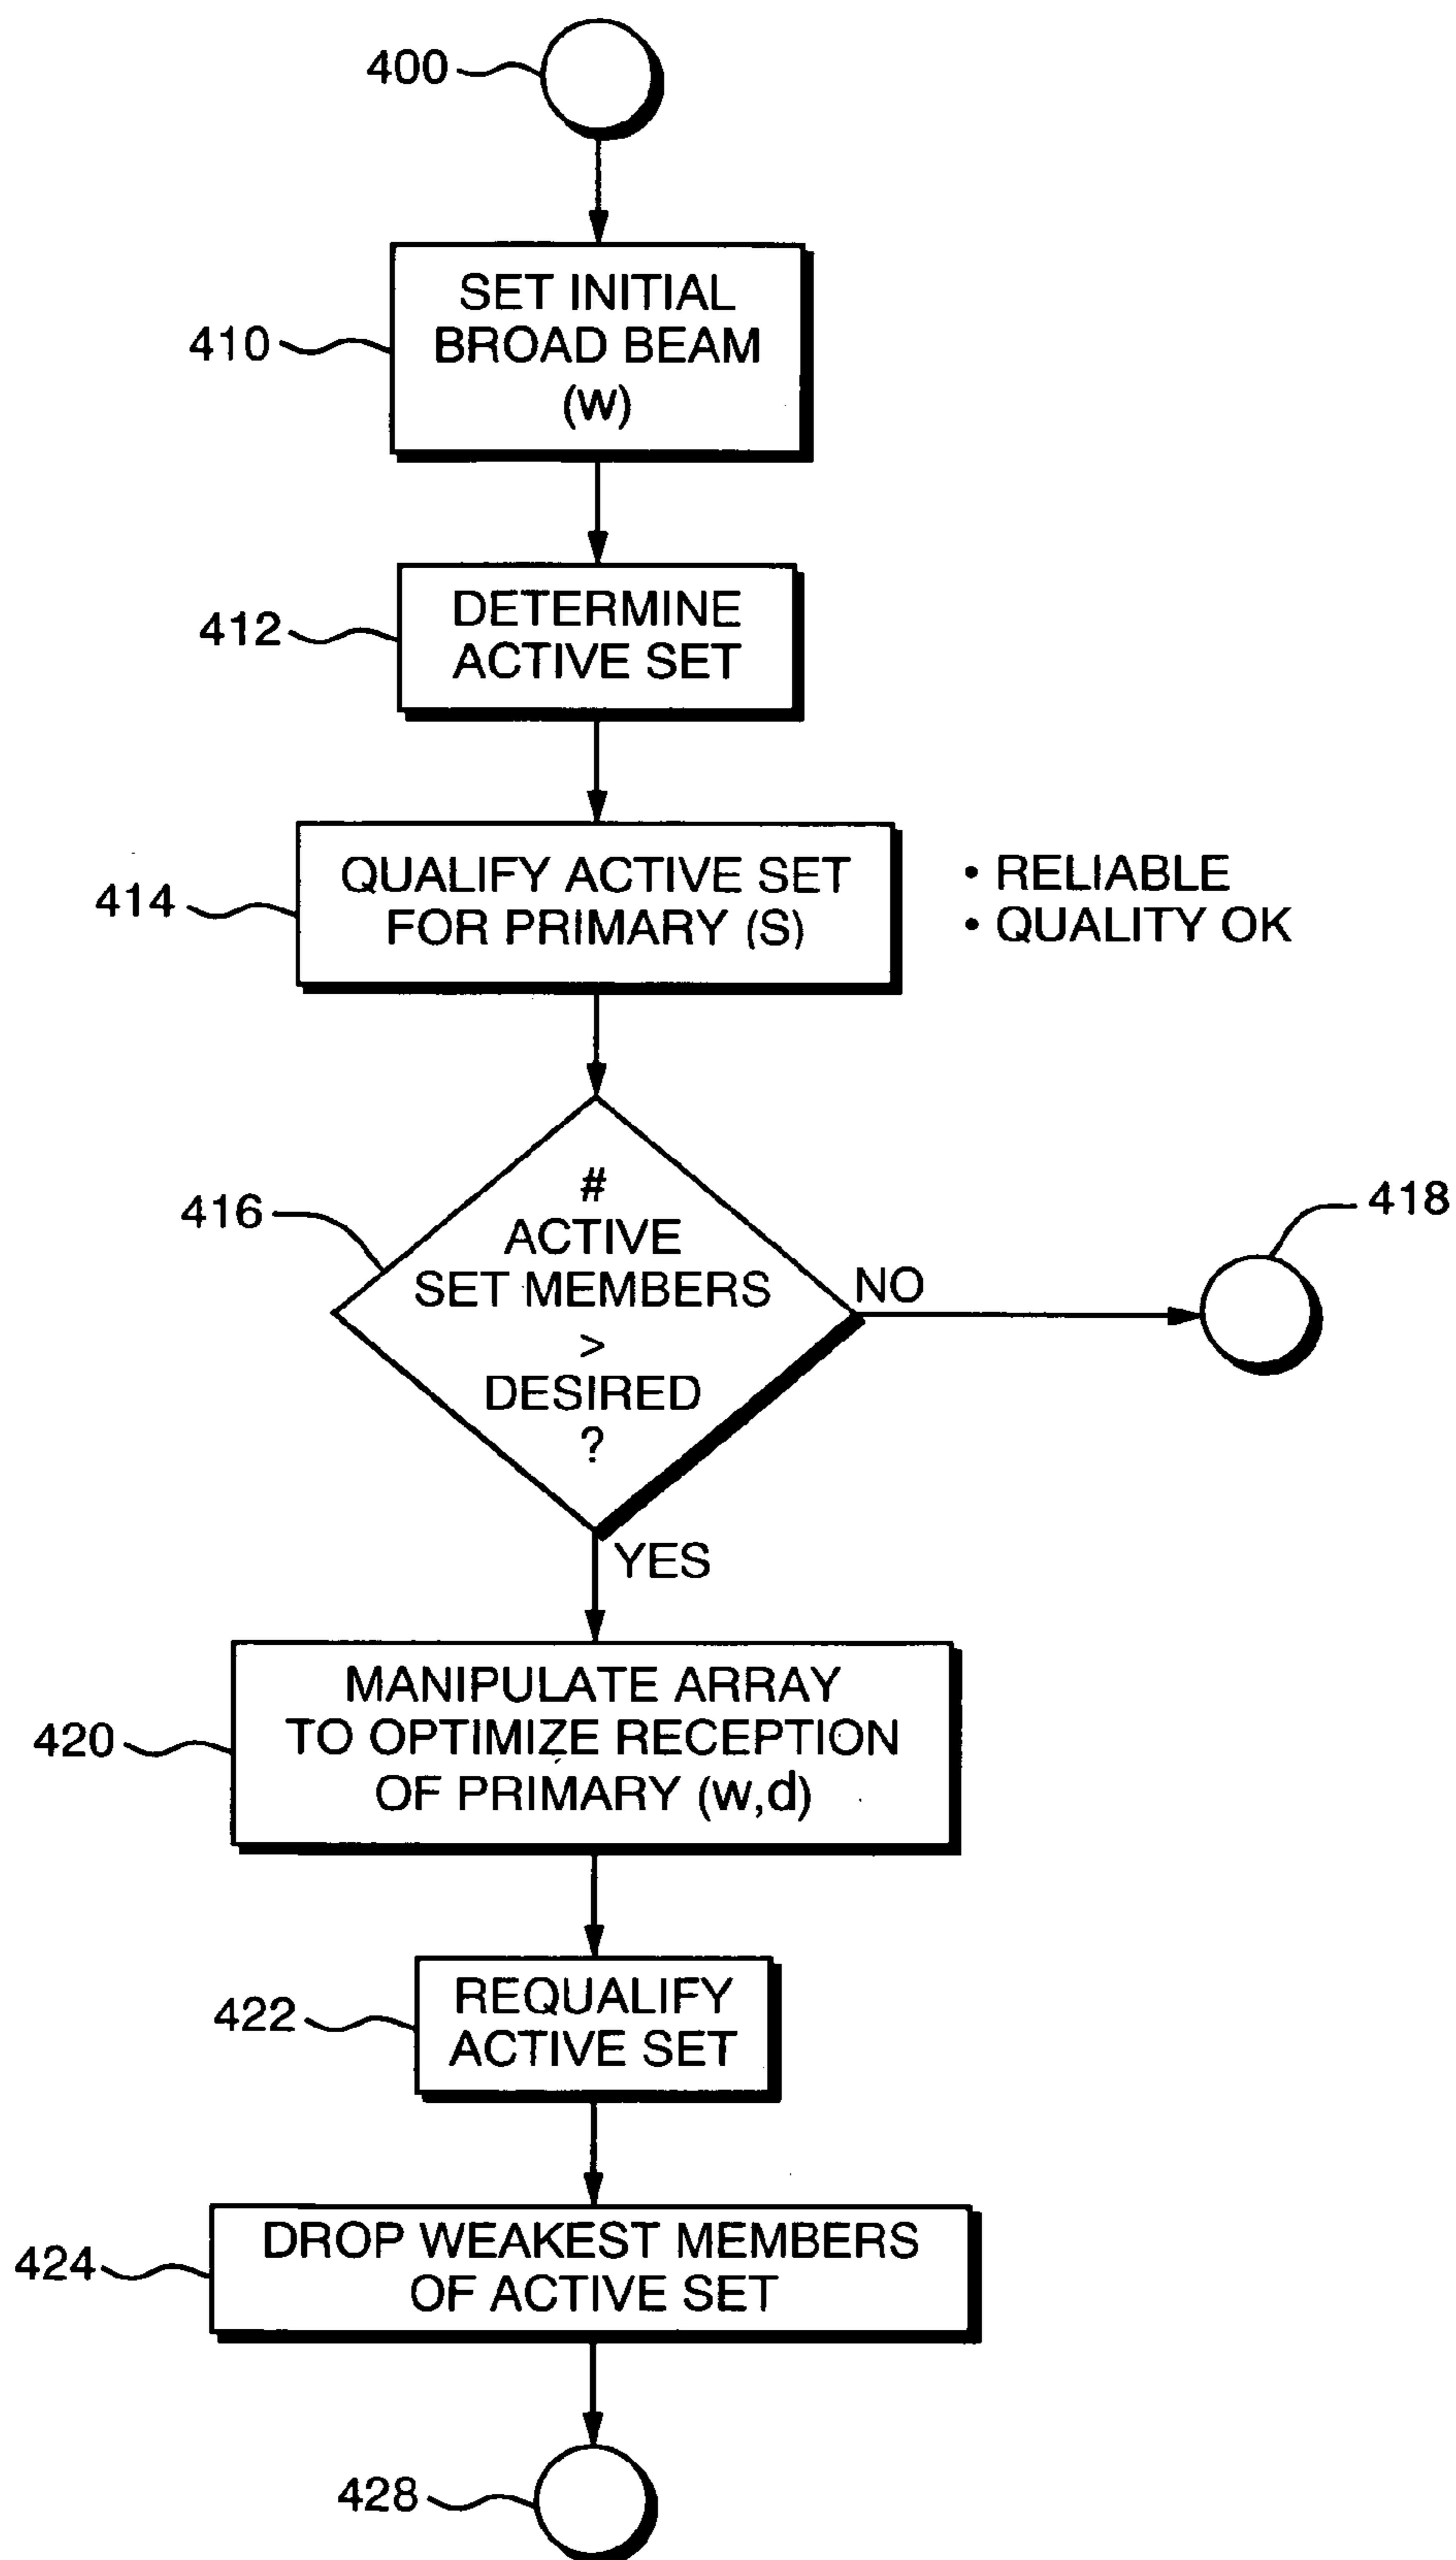 400
SET INITIAL
BROAD BEAM
(w)
410
DETERMINE
ACTIVE SET
412
QUALIFY ACTIVE SET
FOR PRIMARY (S)
414
• RELIABLE
• QUALITY OK
#
ACTIVE
SET MEMBERS
>
DESIRED
?
416
NO
418
YES
MANIPULATE ARRAY
TO OPTIMIZE RECEPTION
OF PRIMARY (w,d)
420
REQUALIFY
ACTIVE SET
422
DROP WEAKEST MEMBERS
OF ACTIVE SET
424
428